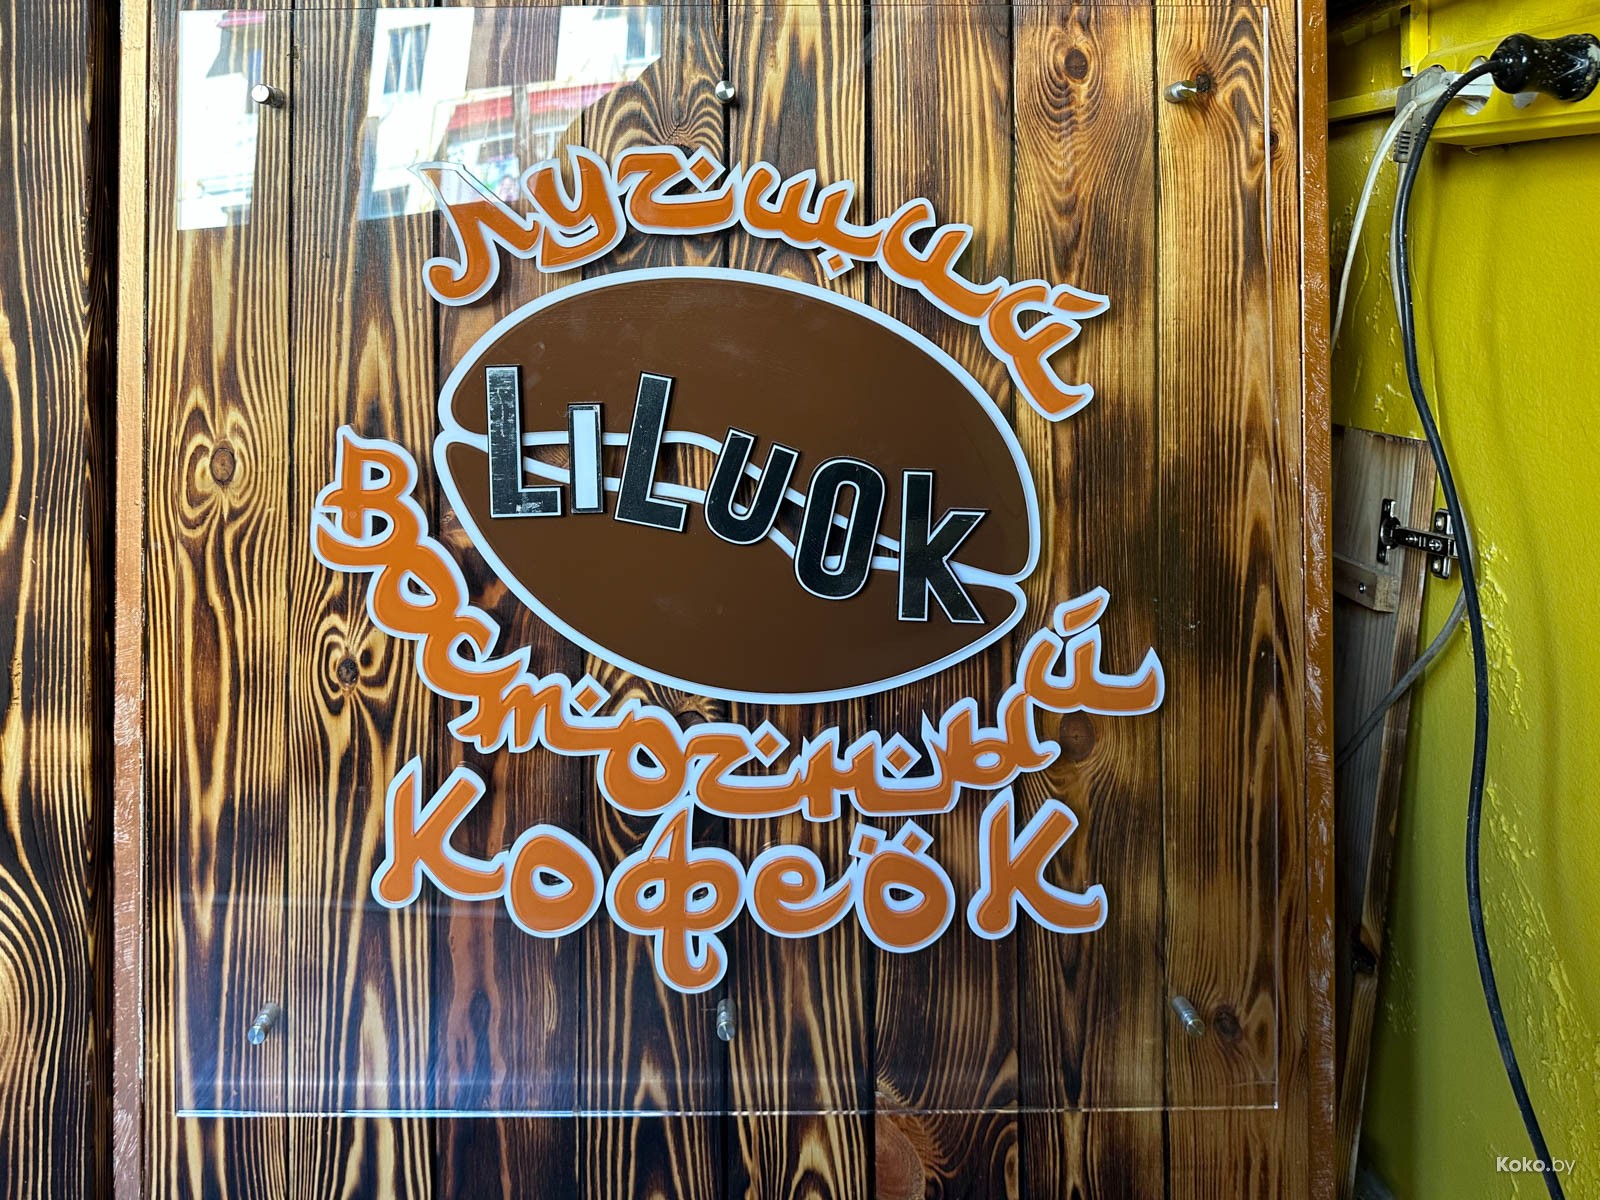 Лучший
LiLuOK
Восточный
Кофеёк
Koko.by